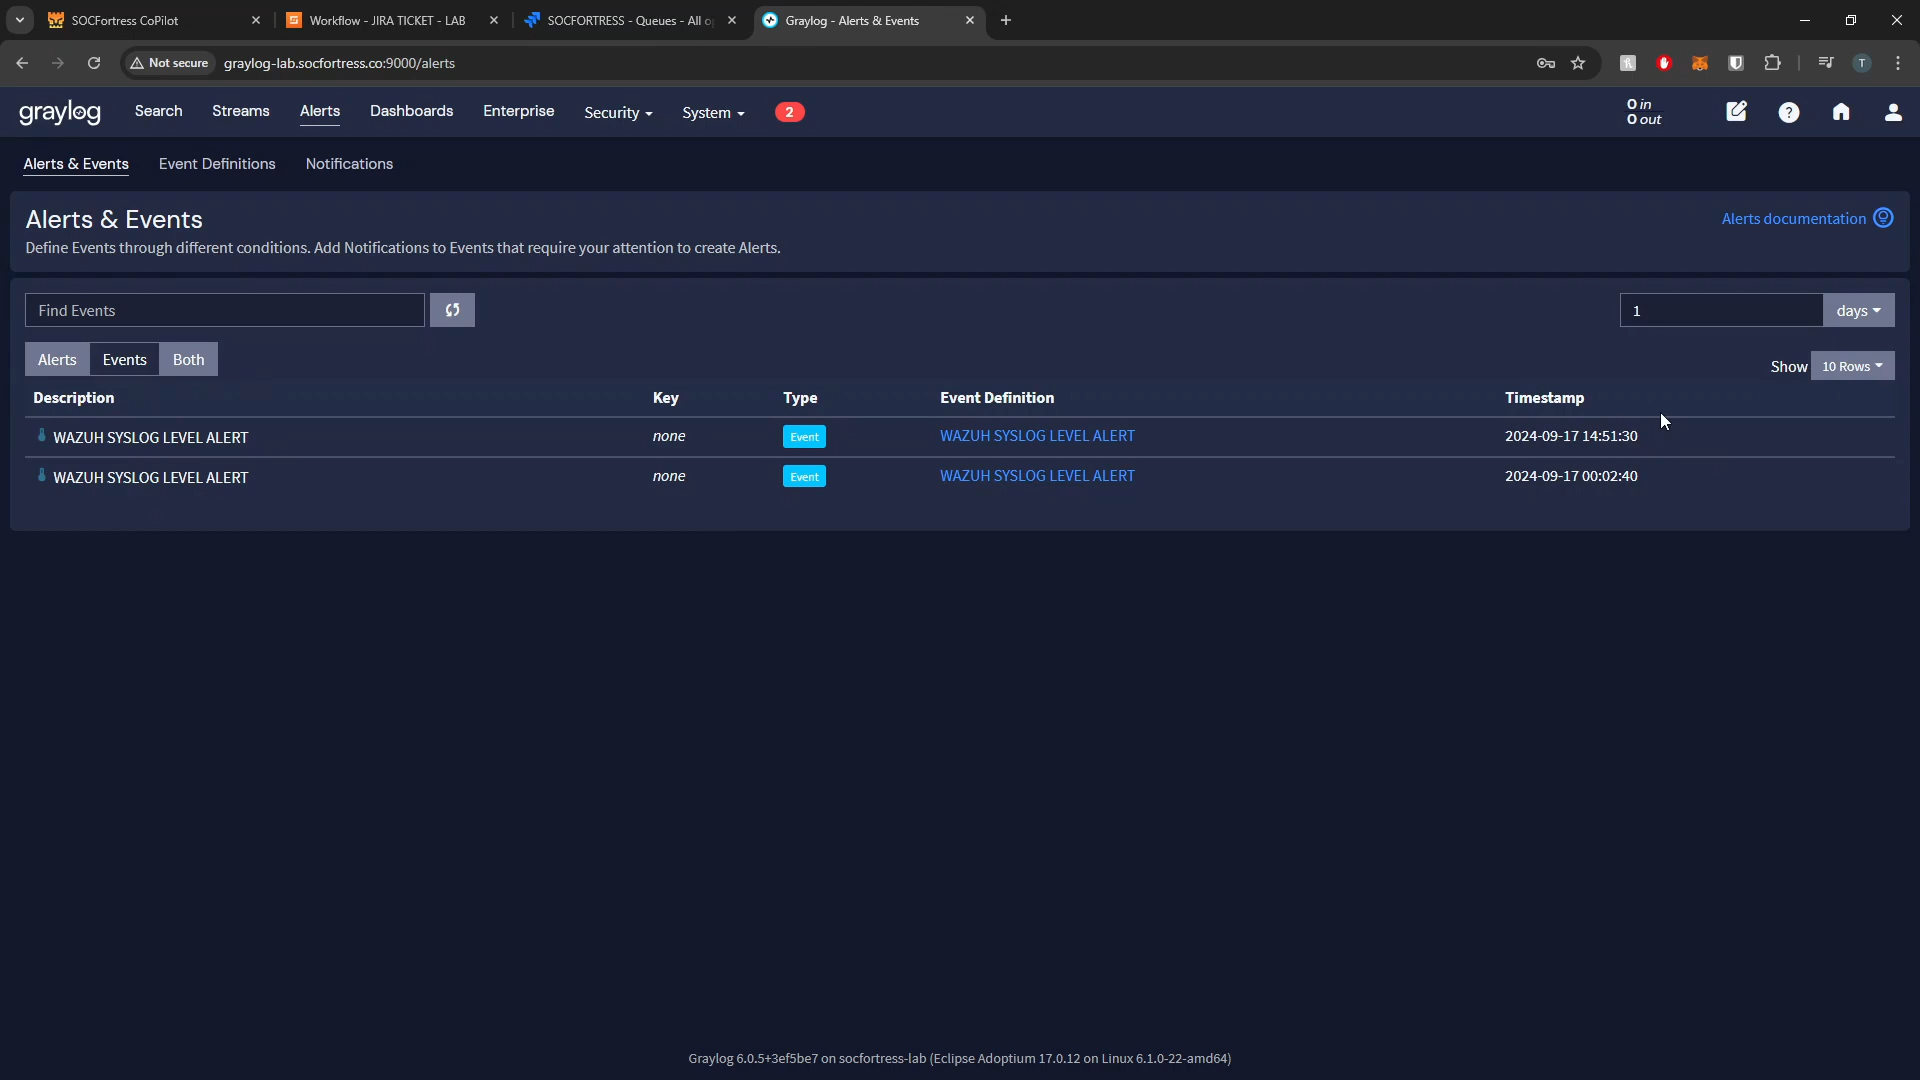 SOCFortress CoPilot
Workflow - JIRA TICKET - LAB
SOCFORTRESS - Queues - All o
Graylog - Alerts & Events
Not secure
graylog-lab.socfortress.co:9000/alerts
T
graylog
Search
Streams
Alerts
Dashboards
Enterprise
Security
System
2
0 in
0 out
Alerts & Events
Event Definitions
Notifications
Alerts & Events
Alerts documentation
Define Events through different conditions. Add Notifications to Events that require your attention to create Alerts.
Find Events
1
days
Alerts
Events
Both
Show
10 Rows
Description
Key
Type
Event Definition
Timestamp
WAZUH SYSLOG LEVEL ALERT
none
Event
WAZUH SYSLOG LEVEL ALERT
2024-09-17 14:51:30
WAZUH SYSLOG LEVEL ALERT
none
Event
WAZUH SYSLOG LEVEL ALERT
2024-09-17 00:02:40
Graylog 6.0.5+3ef5be7 on socfortress-lab (Eclipse Adoptium 17.0.12 on Linux 6.1.0-22-amd64)